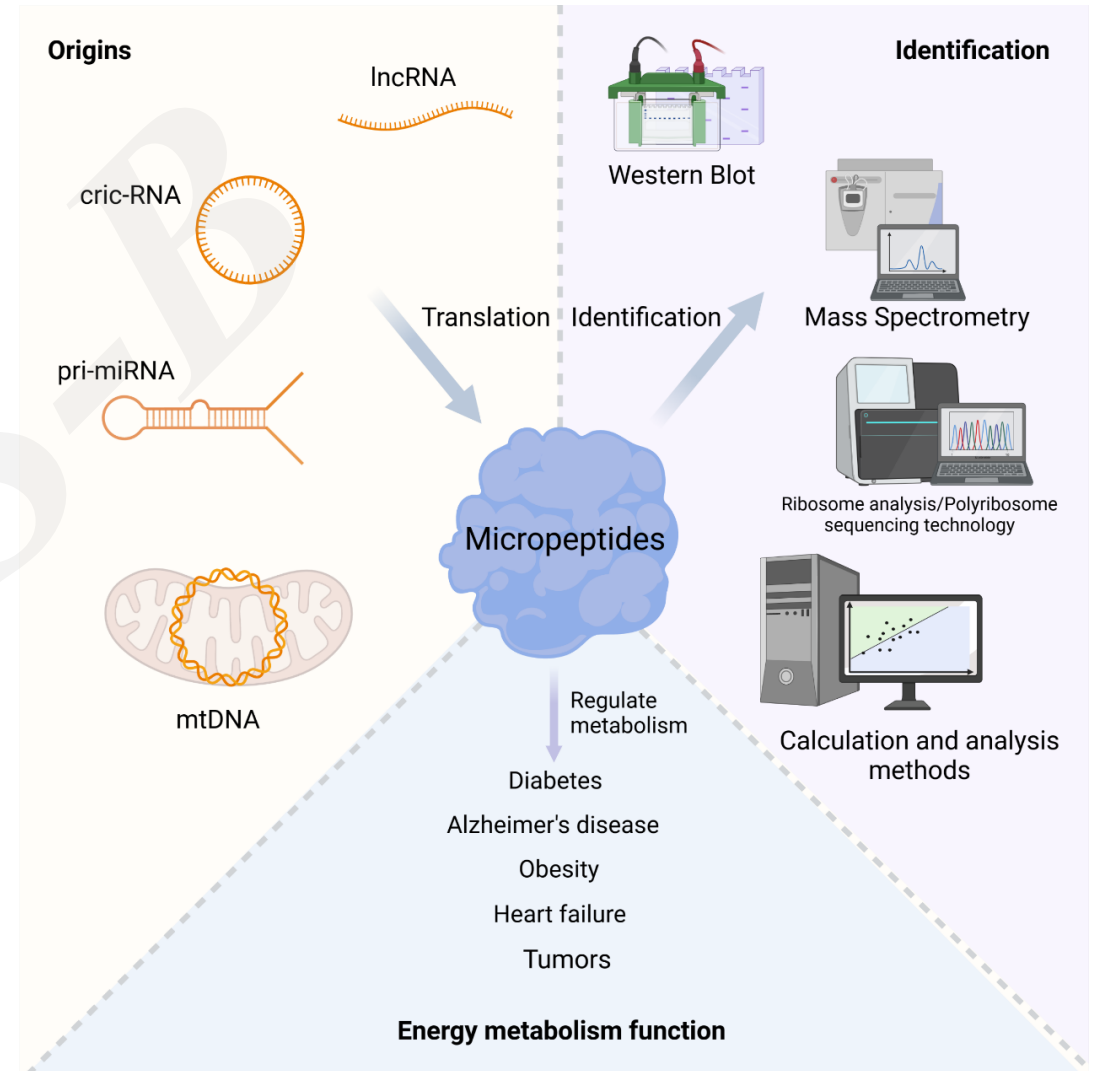 Origins
lncRNA
cric-RNA
pri-miRNA
mtDNA
Translation
Identification
Identification
Western Blot
Mass Spectrometry
Ribosome analysis/Polyribosome
sequencing technology
Calculation and analysis
methods
Micropeptides
Regulate
metabolism
Diabetes
Alzheimer's disease
Obesity
Heart failure
Tumors
Energy metabolism function